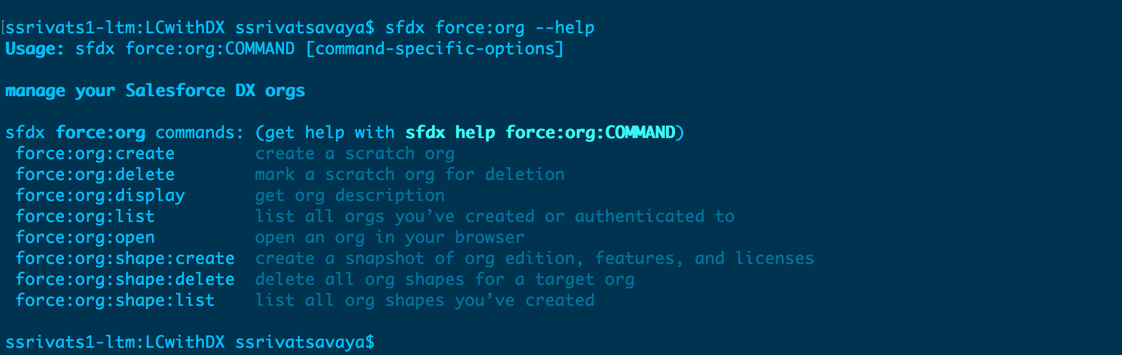 ssrivats1-ltm:LCwithDX ssrivatsavaya$ sfdx force:org --help
Usage: sfdx force:org:COMMAND [command-specific-options]
manage your Salesforce DX orgs
sfdx force:org commands: (get help with sfdx help force:org:COMMAND)
force:org:create create a scratch org
force:org:delete mark a scratch org for deletion
force:org:display get org description
force:org:list list all orgs you’ve created or authenticated to
force:org:open open an org in your browser
force:org:shape:create create a snapshot of org edition, features, and licenses
force:org:shape:delete delete all org shapes for a target org
force:org:shape:list list all org shapes you’ve created
ssrivats1-ltm:LCwithDX ssrivatsavaya$